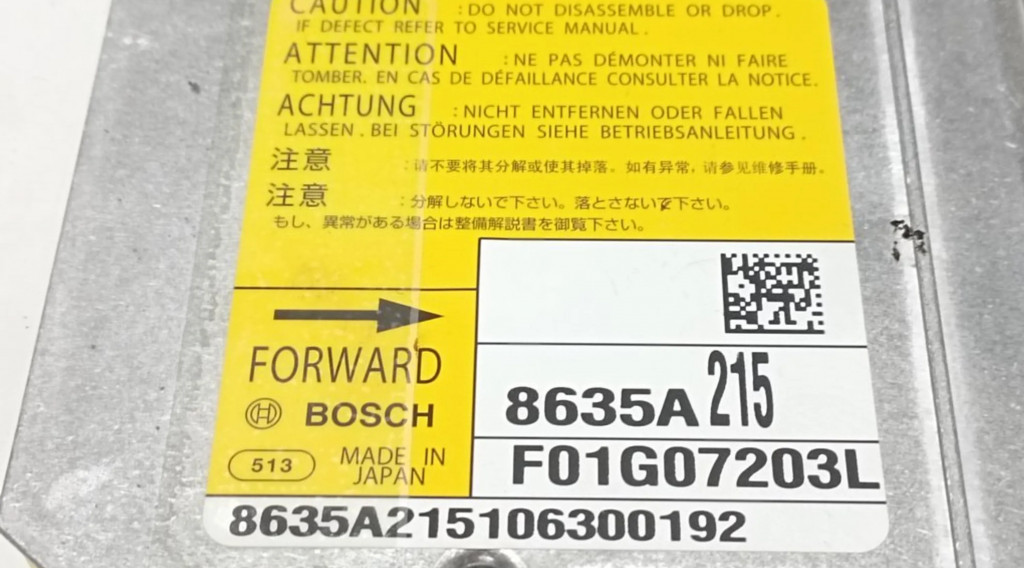 CAUTION :DO NOT DISASSEMBLE OR DROP.
IF DEFECT REFER TO SERVICE MANUAL.
ATTENTION :NE PAS DÉMONTER NI FAIRE
TOMBER. EN CAS DE DÉFAILLANCE CONSULTER LA NOTICE.
ACHTUNG :NICHT ENTFERNEN ODER FALLEN
LASSEN. BEI STÖRUNGEN SIEHE BETRIEBSANLEITUNG.
注意 :请不要将其分解或使其掉落。如有异常,请参见维修手册.
注意 :分解しないで下さい。落とさないで下さい。
もし、異常がある場合は整備解説書を御覧下さい。
FORWARD
BOSCH
513 MADE IN
JAPAN
8635A 215
F01G07203L
8635A215106300192